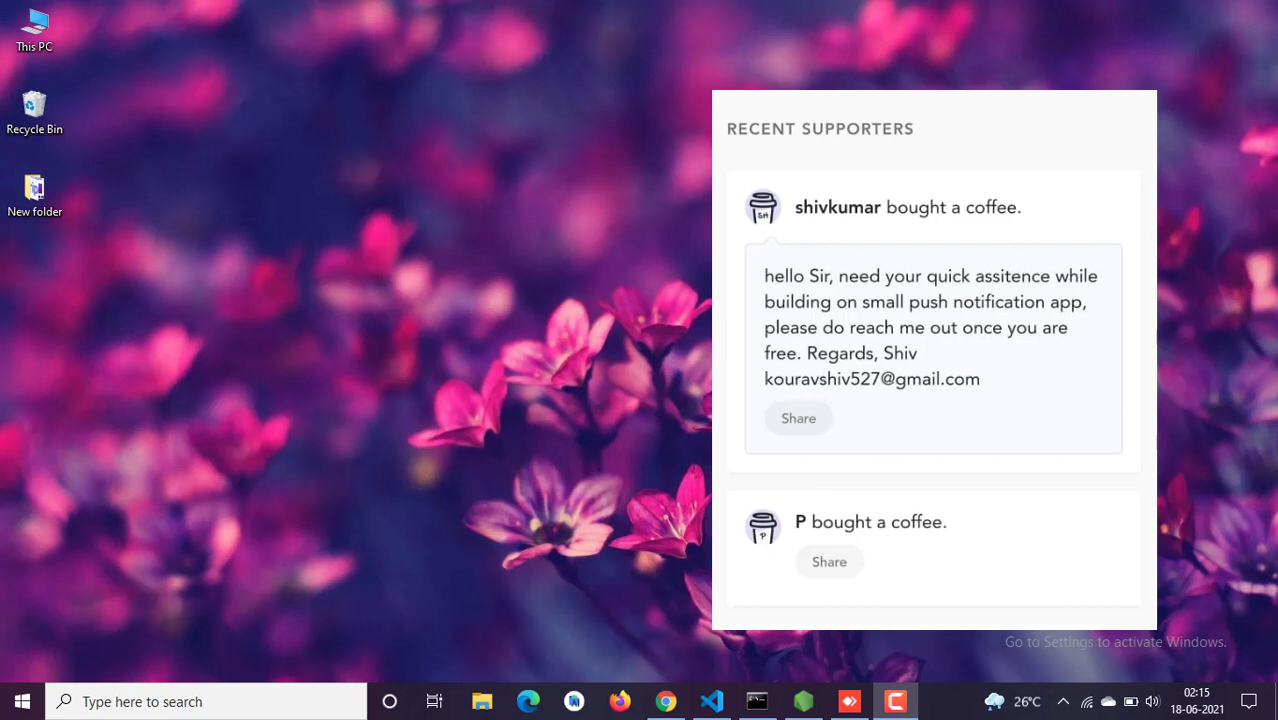 This PC
Recycle Bin
New folder
RECENT SUPPORTERS
shivkumar bought a coffee.
SH
hello Sir, need your quick assitence while
building on small push notification app,
please do reach me out once you are
free. Regards, Shiv
kouravshiv527@gmail.com
Share
P bought a coffee.
P
Share
Go to Settings to activate Windows.
Type here to search
26°C
02:15
18-06-2021